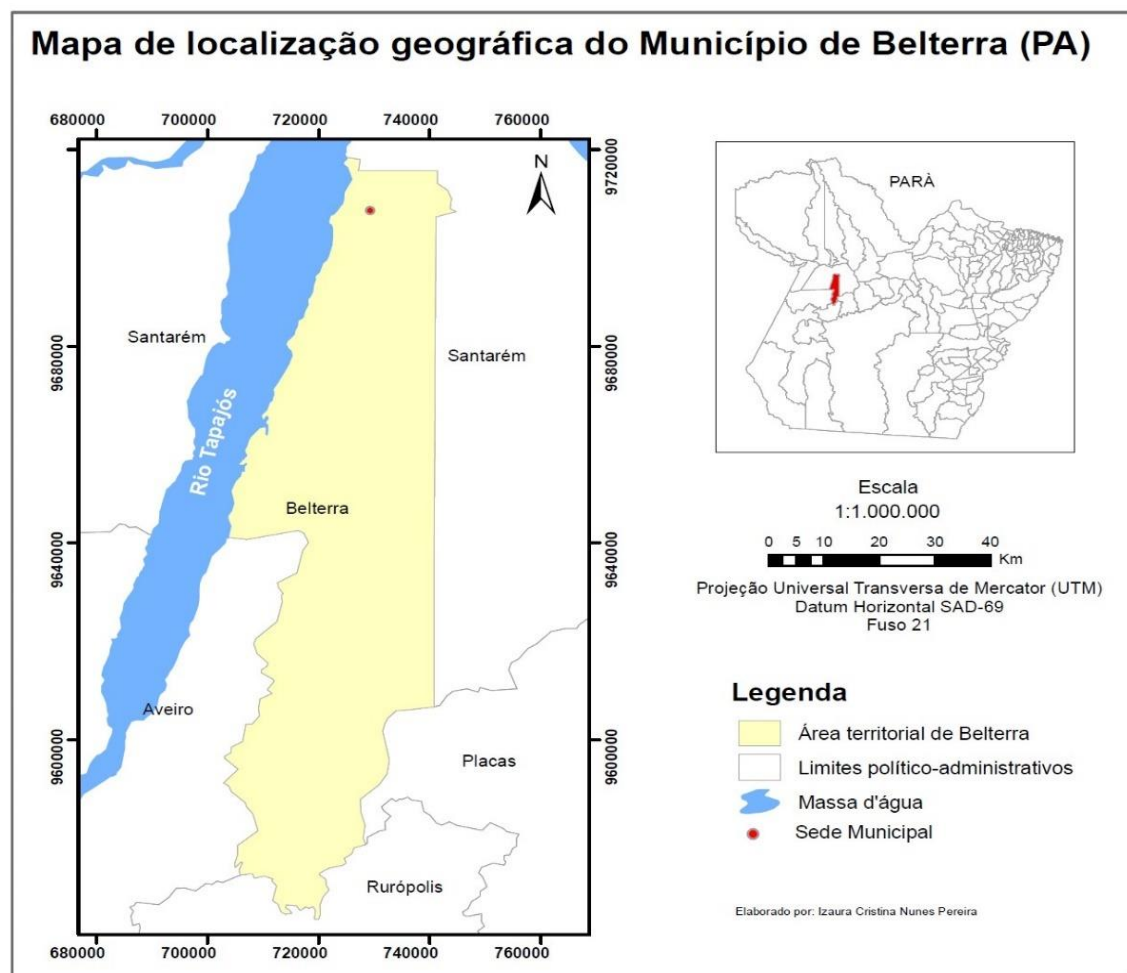 Mapa de localização geográfica do Município de Belterra (PA)
680000 700000 720000 740000 760000
9720000
N
Santarém
Santarém
9680000 9680000
Rio Tapajós
Belterra
9640000 9640000
Aveiro
Placas
9600000 9600000
Rurópolis
680000 700000 720000 740000 760000
PARÀ
Escala
1:1.000.000
0 5 10 20 30 40
Km
Projeção Universal Transversa de Mercator (UTM)
Datum Horizontal SAD-69
Fuso 21
Legenda
Área territorial de Belterra
Limites político-administrativos
Massa d'água
Sede Municipal
Elaborado por: Izaura Cristina Nunes Pereira